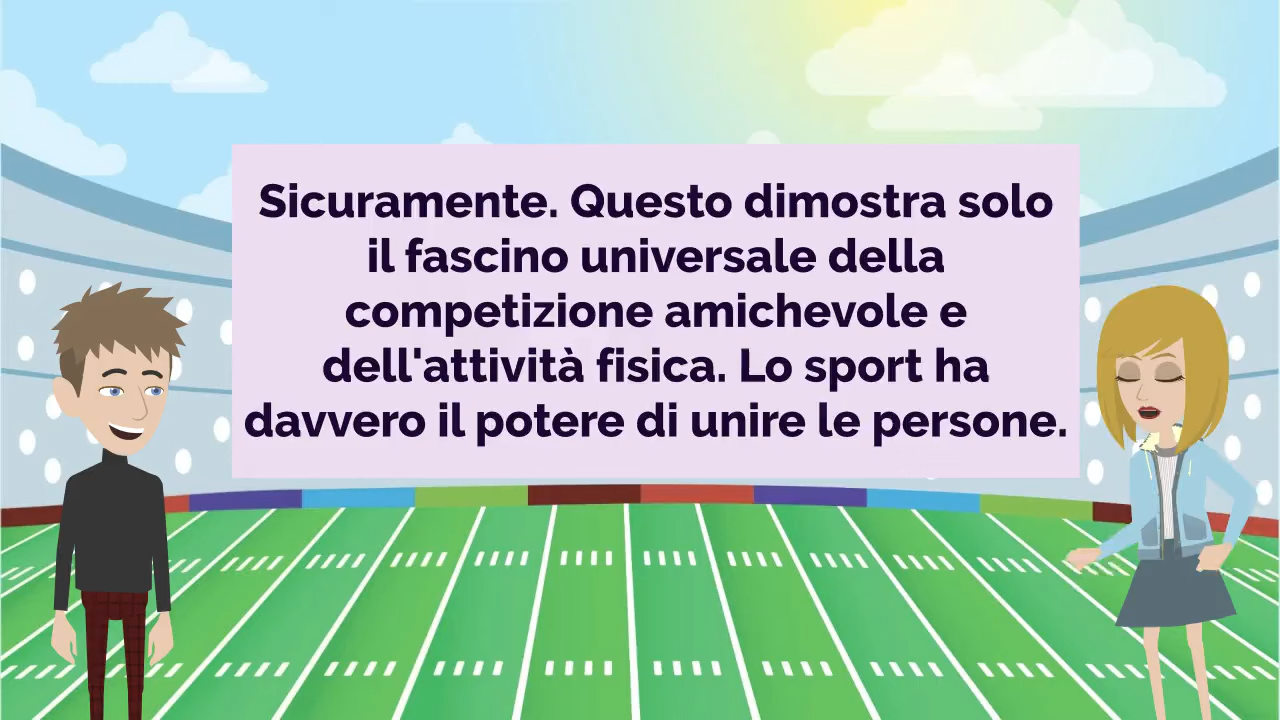 Sicuramente. Questo dimostra solo
il fascino universale della
competizione amichevole e
dell'attività fisica. Lo sport ha
davvero il potere di unire le persone.